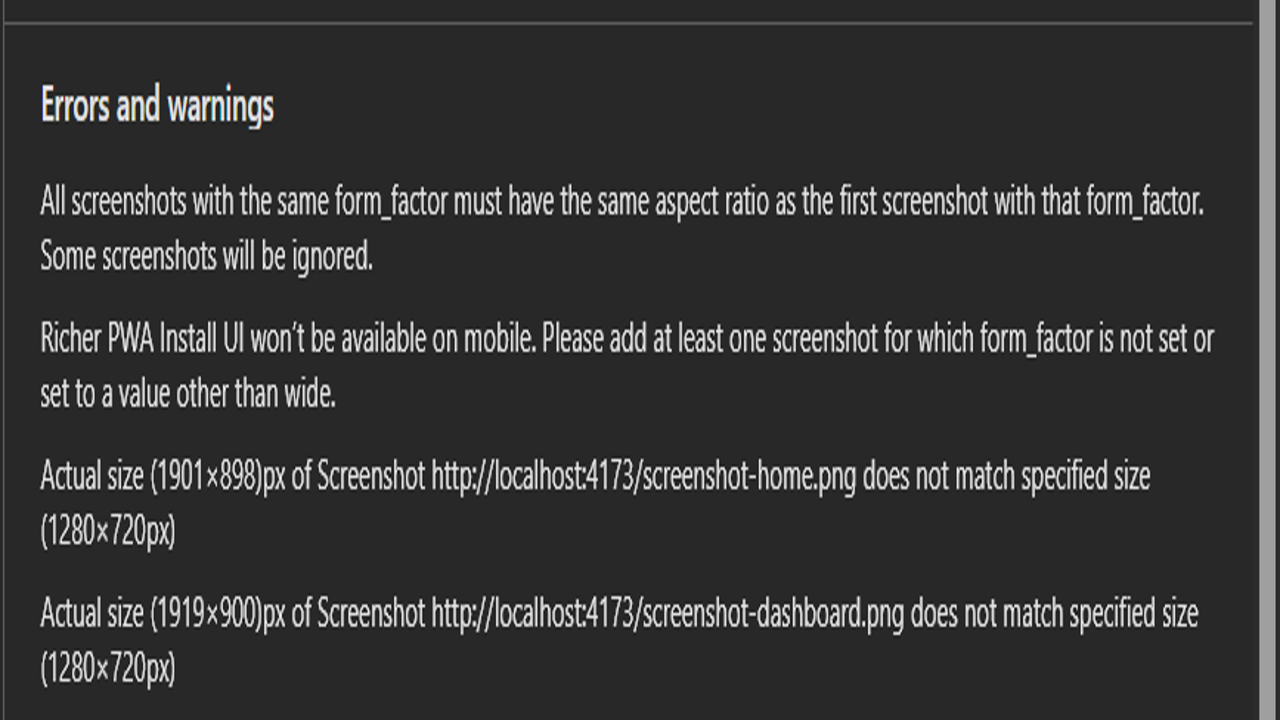 Errors and warnings
All screenshots with the same form_factor must have the same aspect ratio as the first screenshot with that form_factor.
Some screenshots will be ignored.
Richer PWA Install UI won’t be available on mobile. Please add at least one screenshot for which form_factor is not set or
set to a value other than wide.
Actual size (1901×898)px of Screenshot http://localhost:4173/screenshot-home.png does not match specified size
(1280×720px)
Actual size (1919×900)px of Screenshot http://localhost:4173/screenshot-dashboard.png does not match specified size
(1280×720px)